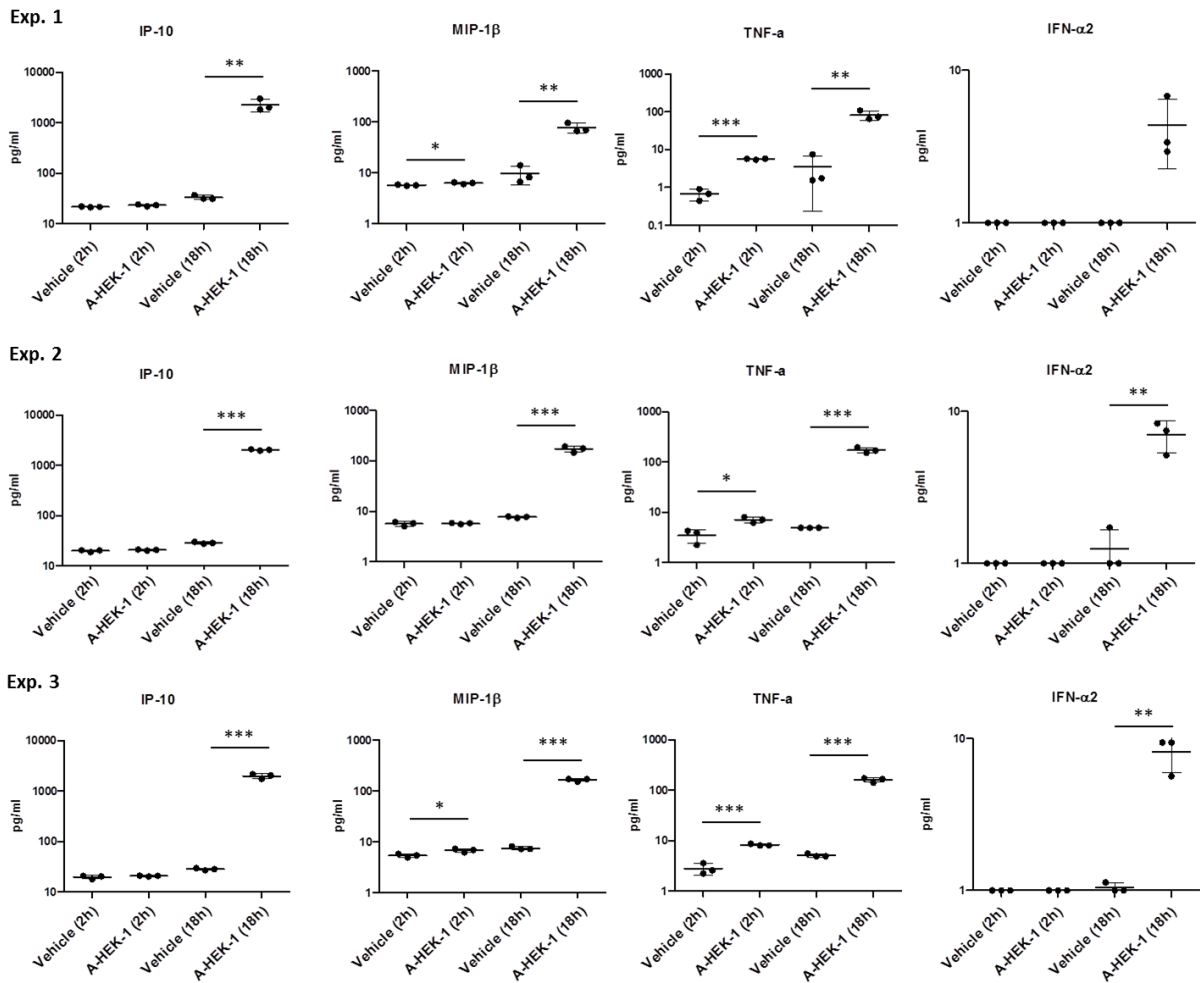 Exp. 1
IP-10
MIP-1β
TNF-a
IFN-α2
**
**
**
***
*
10000
1000
100
10
pg/ml
1000
100
10
1
pg/ml
1000
100
10
1
0.1
pg/ml
10
1
pg/ml
Vehicle (2h)
A-HEK-1 (2h)
Vehicle (18h)
A-HEK-1 (18h)
Vehicle (2h)
A-HEK-1 (2h)
Vehicle (18h)
A-HEK-1 (18h)
Vehicle (2h)
A-HEK-1 (2h)
Vehicle (18h)
A-HEK-1 (18h)
Vehicle (2h)
A-HEK-1 (2h)
Vehicle (18h)
A-HEK-1 (18h)
Exp. 2
IP-10
MIP-1β
TNF-a
IFN-α2
***
***
***
*
**
10000
1000
100
10
pg/ml
1000
100
10
1
pg/ml
1000
100
10
1
pg/ml
10
1
pg/ml
Vehicle (2h)
A-HEK-1 (2h)
Vehicle (18h)
A-HEK-1 (18h)
Vehicle (2h)
A-HEK-1 (2h)
Vehicle (18h)
A-HEK-1 (18h)
Vehicle (2h)
A-HEK-1 (2h)
Vehicle (18h)
A-HEK-1 (18h)
Vehicle (2h)
A-HEK-1 (2h)
Vehicle (18h)
A-HEK-1 (18h)
Exp. 3
IP-10
MIP-1β
TNF-a
IFN-α2
***
*
***
***
***
**
10000
1000
100
10
pg/ml
1000
100
10
1
pg/ml
1000
100
10
1
pg/ml
10
1
pg/ml
Vehicle (2h)
A-HEK-1 (2h)
Vehicle (18h)
A-HEK-1 (18h)
Vehicle (2h)
A-HEK-1 (2h)
Vehicle (18h)
A-HEK-1 (18h)
Vehicle (2h)
A-HEK-1 (2h)
Vehicle (18h)
A-HEK-1 (18h)
Vehicle (2h)
A-HEK-1 (2h)
Vehicle (18h)
A-HEK-1 (18h)